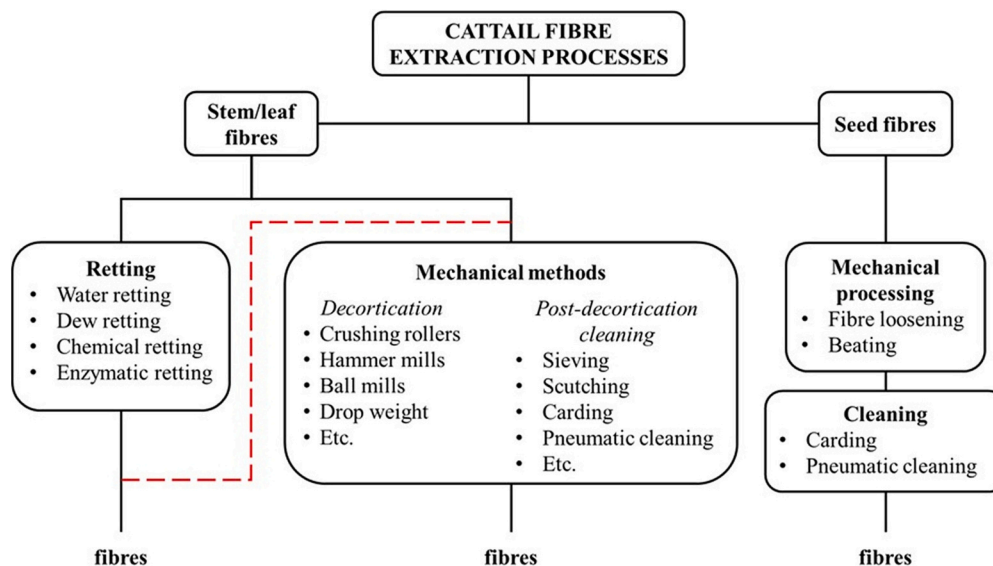 CATTAIL FIBRE
EXTRACTION PROCESSES
Stem/leaf
fibres
Seed fibres
Retting
• Water retting
• Dew retting
• Chemical retting
• Enzymatic retting
Mechanical methods
Decortication
• Crushing rollers
• Hammer mills
• Ball mills
• Drop weight
• Etc.
Post-decortication
cleaning
• Sieving
• Scutching
• Carding
• Pneumatic cleaning
• Etc.
Mechanical
processing
• Fibre loosening
• Beating
Cleaning
• Carding
• Pneumatic cleaning
fibres
fibres
fibres